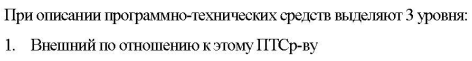 При описании программно-технических средств выделяют 3 уровня:
1. Внешний по отношению к этому ПТСр-ву